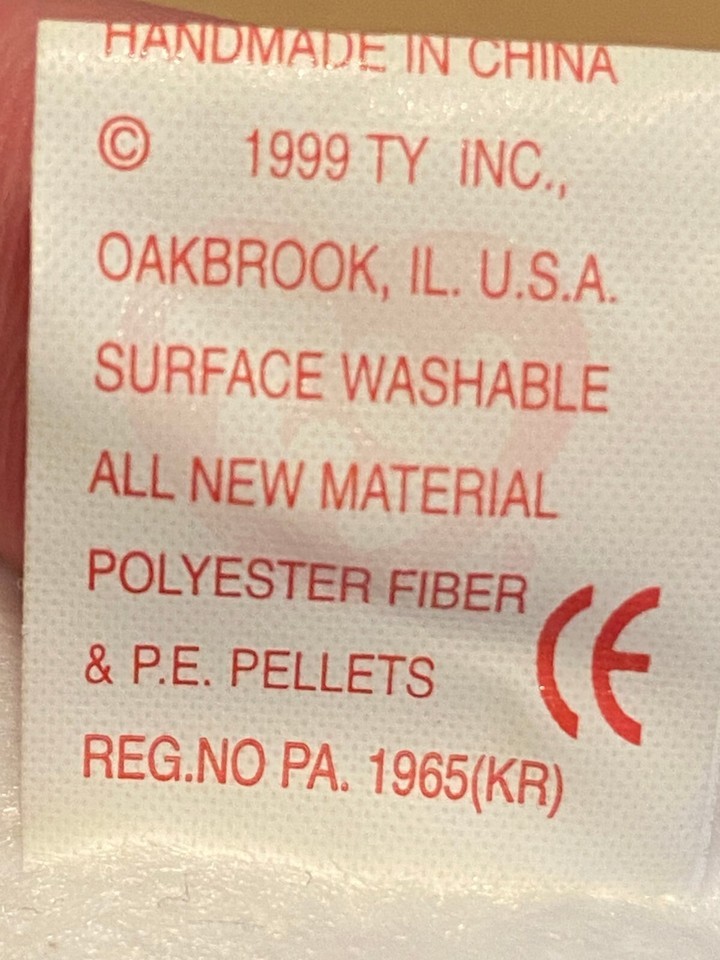 HANDMADE IN CHINA
© 1999 TY INC.,
OAKBROOK, IL. U.S.A.
SURFACE WASHABLE
ALL NEW MATERIAL
POLYESTER FIBER
& P.E. PELLETS CE
REG.NO PA. 1965(KR)